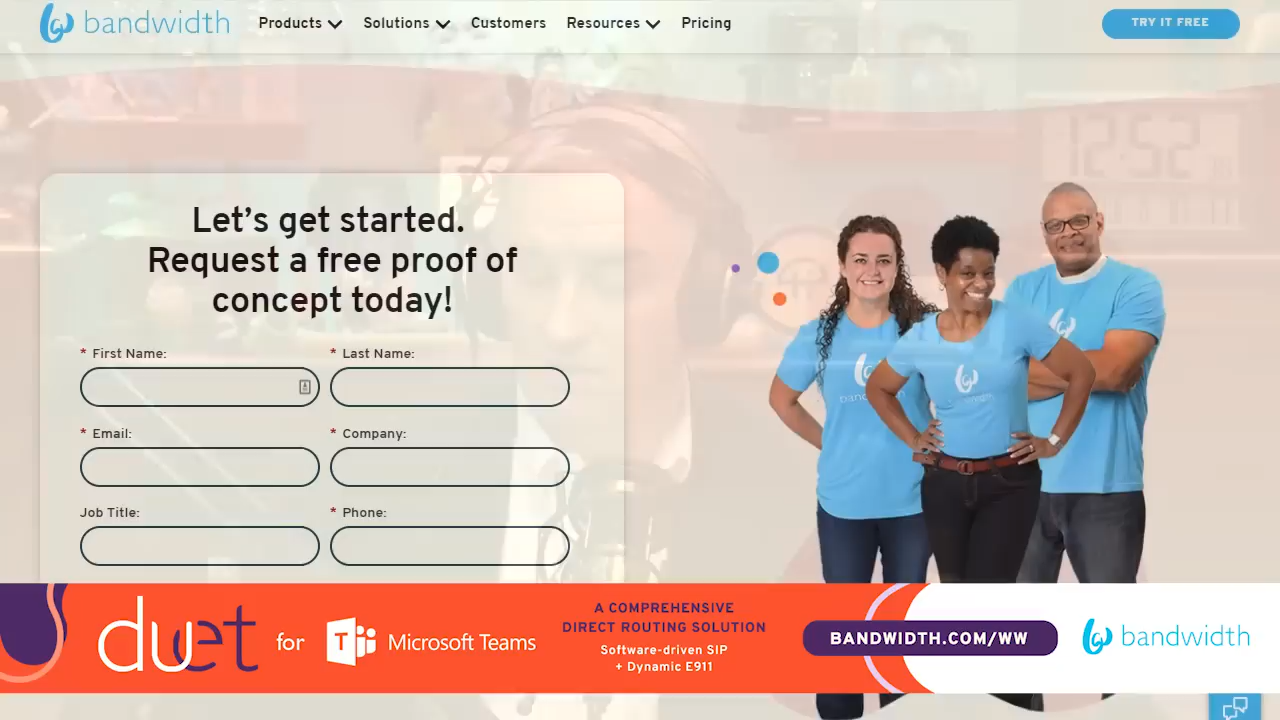 bandwidth
Products Solutions Customers Resources Pricing
TRY IT FREE
12:52
Let's get started.
Request a free proof of
concept today!
* First Name:
* Last Name:
* Email:
* Company:
Job Title:
* Phone:
duet for Microsoft Teams
A COMPREHENSIVE
DIRECT ROUTING SOLUTION
Software-driven SIP
+ Dynamic E911
BANDWIDTH.COM/WW
bandwidth